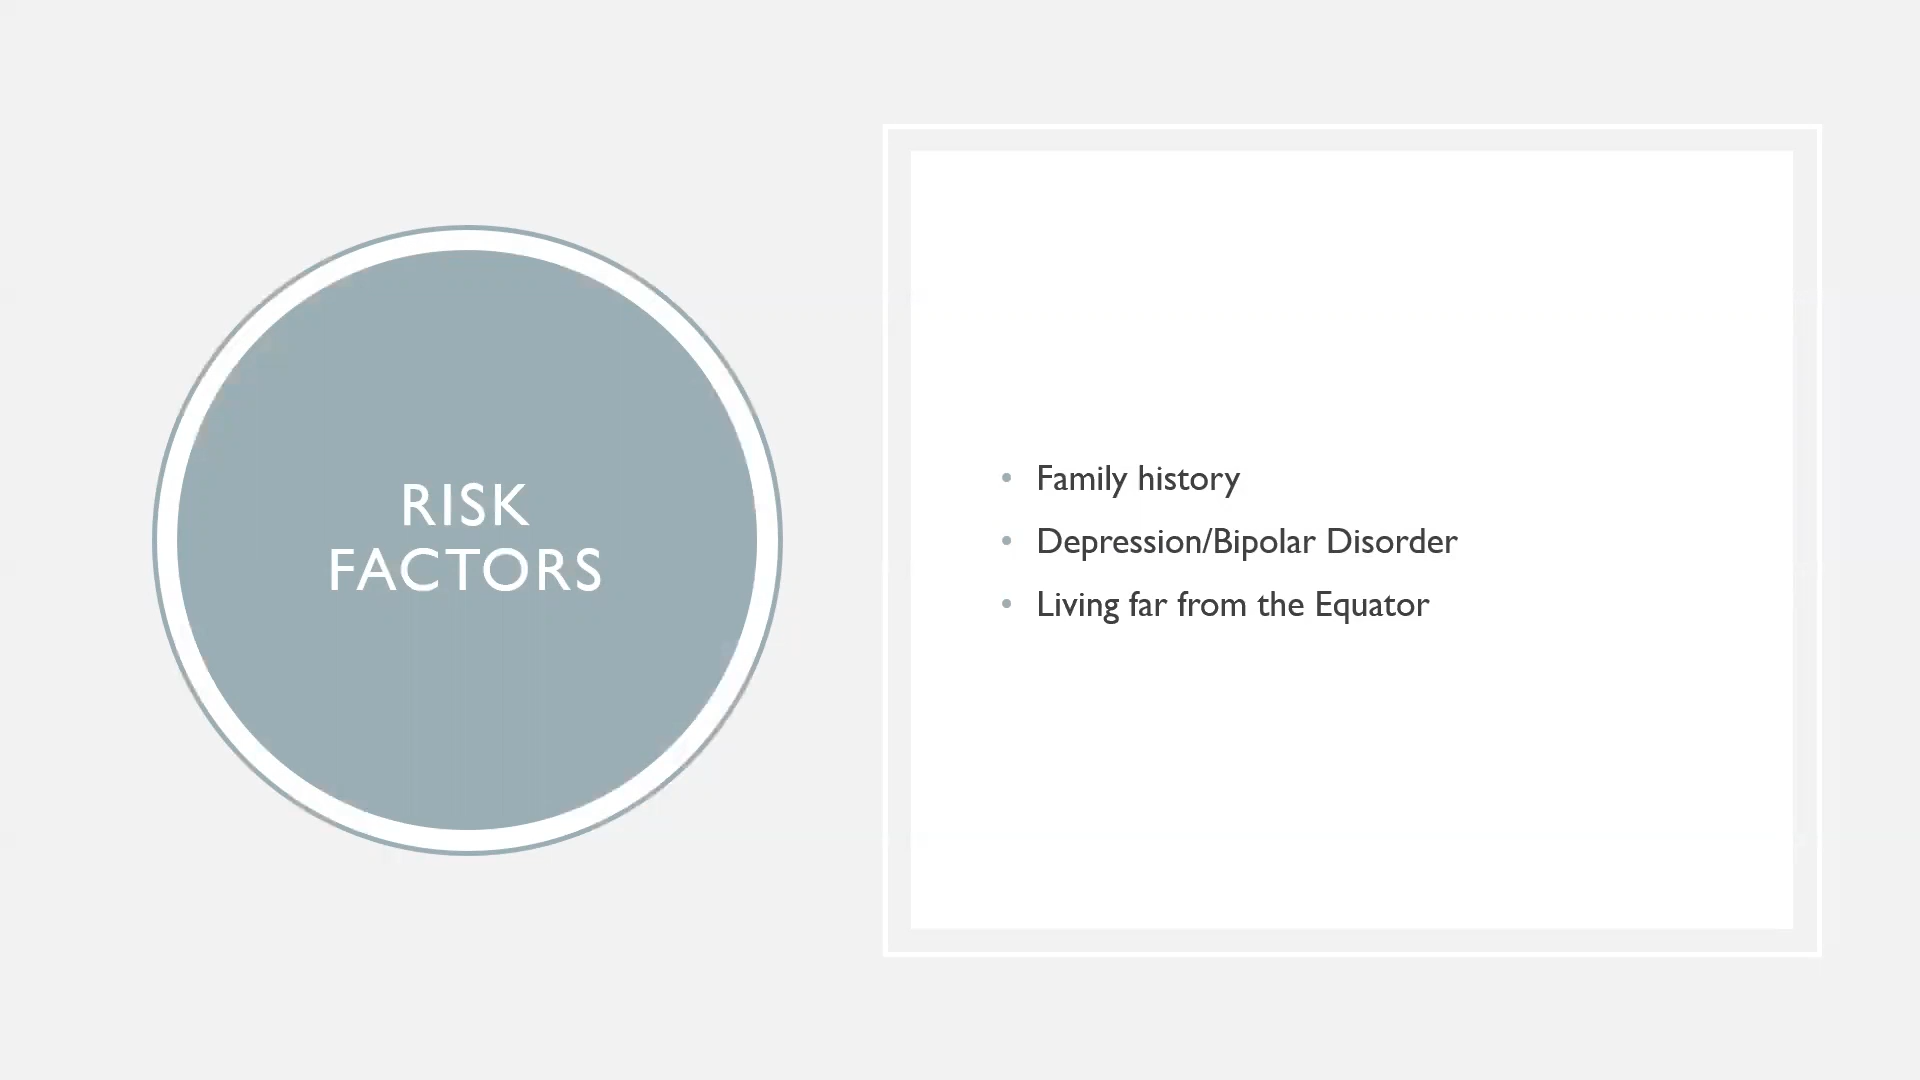 RISK
FACTORS
• Family history
• Depression/Bipolar Disorder
• Living far from the Equator